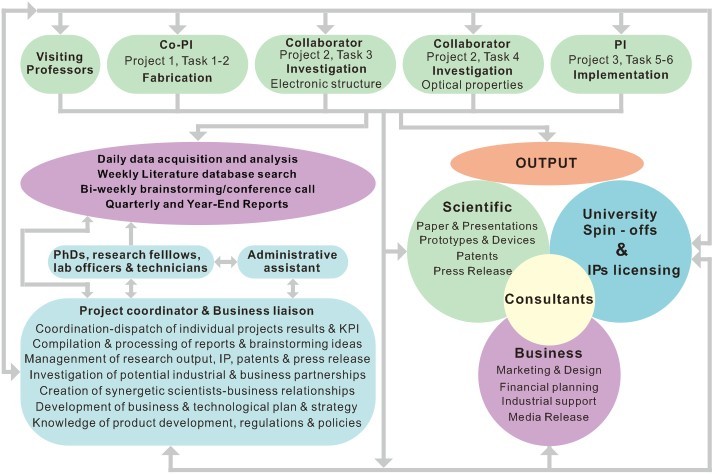 Visiting
Professors
Co-PI
Project 1, Task 1-2
Fabrication
Collaborator
Project 2, Task 3
Investigation
Electronic structure
Collaborator
Project 2, Task 4
Investigation
Optical properties
PI
Project 3, Task 5-6
Implementation
Daily data acquisition and analysis
Weekly Literature database search
Bi-weekly brainstorming/conference call
Quarterly and Year-End Reports
OUTPUT
Scientific
Paper & Presentations
Prototypes & Devices
Patents
Press Release
University
Spin - offs
&
IPs licensing
Consultants
Business
Marketing & Design
Financial planning
Industrial support
Media Release
PhDs, research felllows,
lab officers & technicians
Administrative
assistant
Project coordinator & Business liaison
Coordination-dispatch of individual projects results & KPI
Compilation & processing of reports & brainstorming ideas
Managenment of research output, IP, patents & press release
Investigation of potential industrial & business partnerships
Creation of synergetic scientists-business relationships
Development of business & technological plan & strategy
Knowledge of product development, regulations & policies